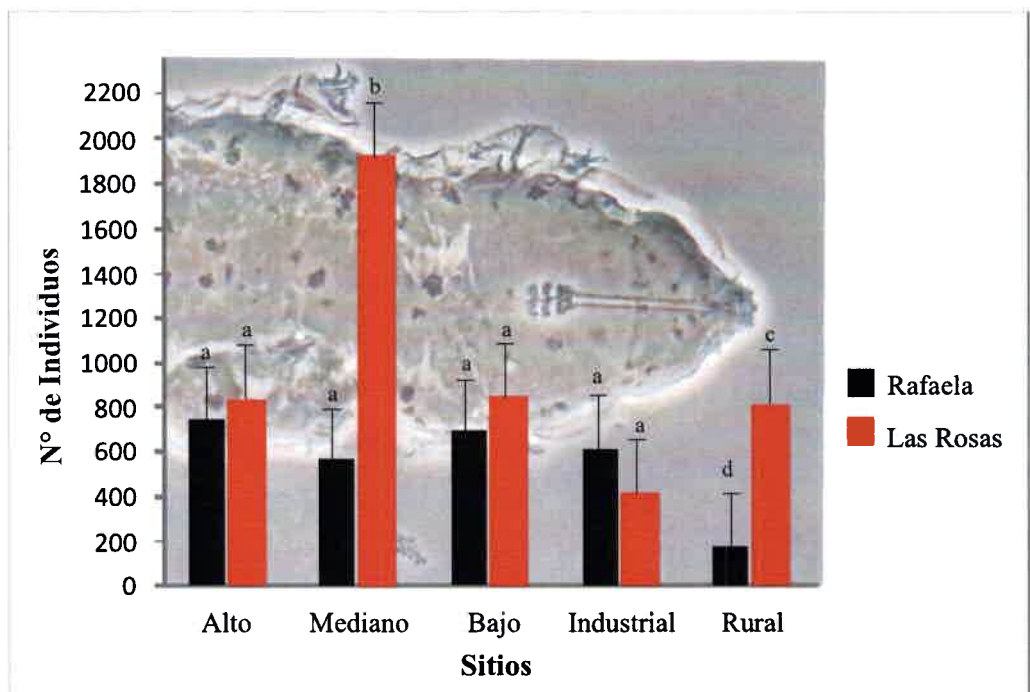 N° de Individuos
2200
2000
1800
1600
1400
1200
1000
800
600
400
200
0
a
a
a
b
a
a
a
a
d
c
Alto
Mediano
Bajo
Industrial
Rural
Sitios
Rafaela
Las Rosas